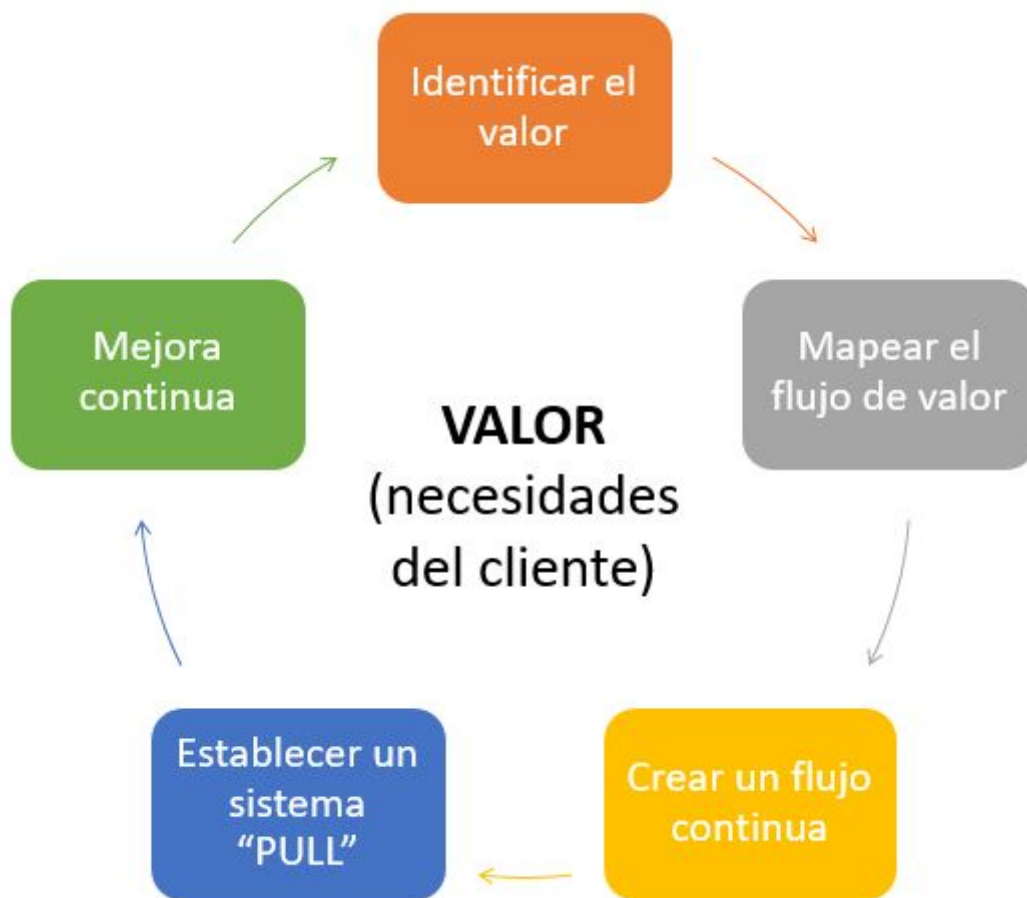 Identificar el
valor
Mapear el
flujo de valor
Crear un flujo
continua
Establecer un
sistema
“PULL”
Mejora
continua
VALOR
(necesidades
del cliente)